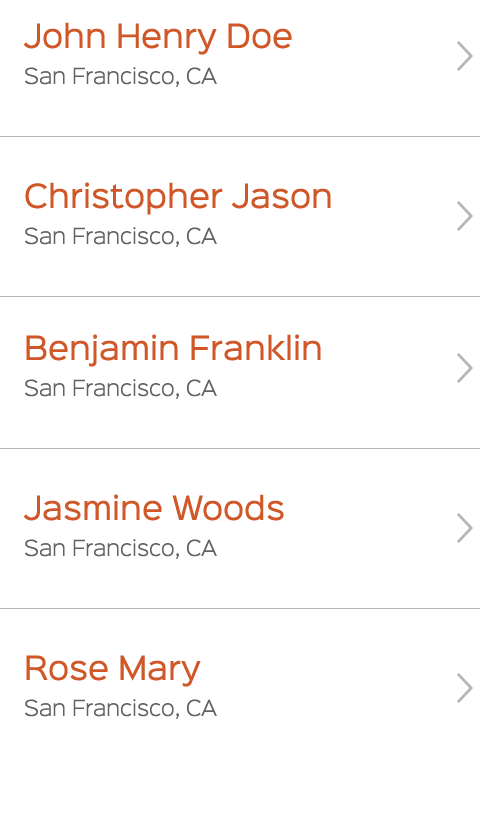 John Henry Doe
San Francisco, CA
Christopher Jason
San Francisco, CA
Benjamin Franklin
San Francisco, CA
Jasmine Woods
San Francisco, CA
Rose Mary
San Francisco, CA